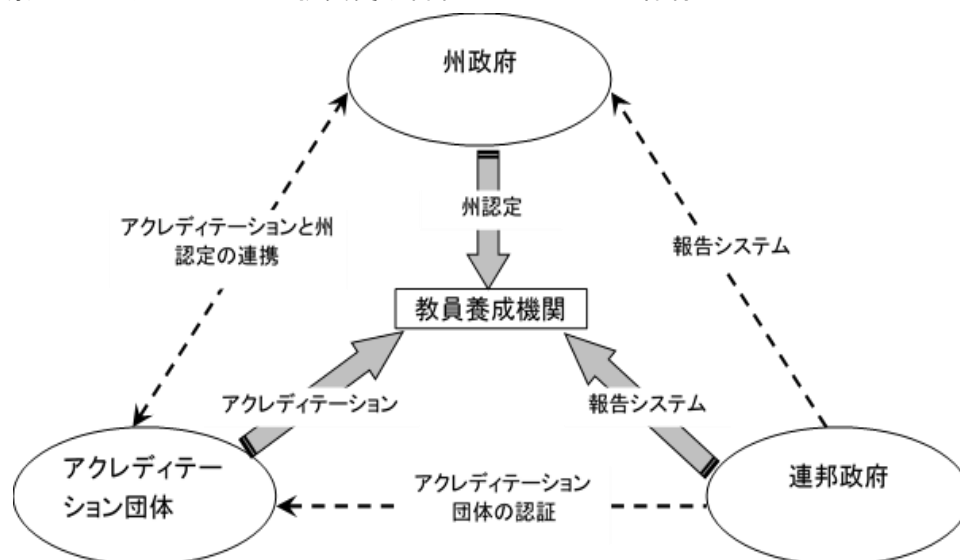 州政府
州認定
アクレディテーションと州
認定の連携
報告システム
教員養成機関
アクレディテーション
報告システム
アクレディテー
ション団体
アクレディテーション
団体の認証
連邦政府